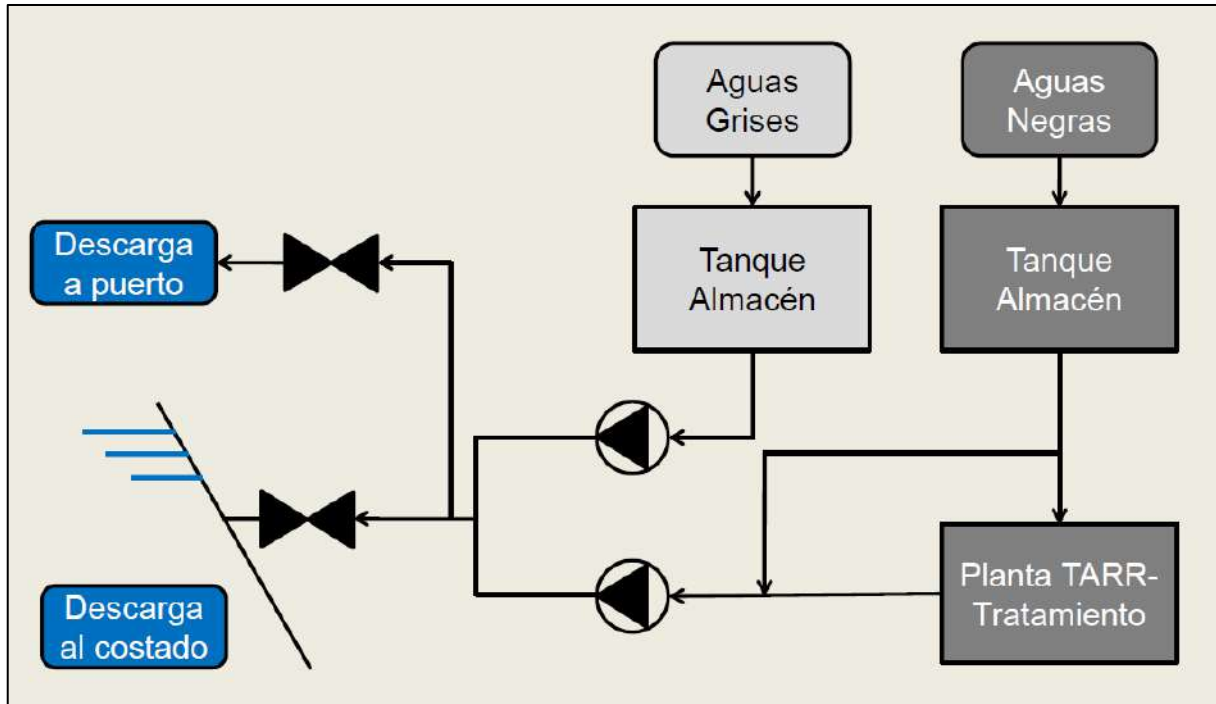 Aguas
Grises
Aguas
Negras
Descarga
a puerto
Tanque
Almacén
Tanque
Almacén
Planta TARR-
Tratamiento
Descarga
al costado